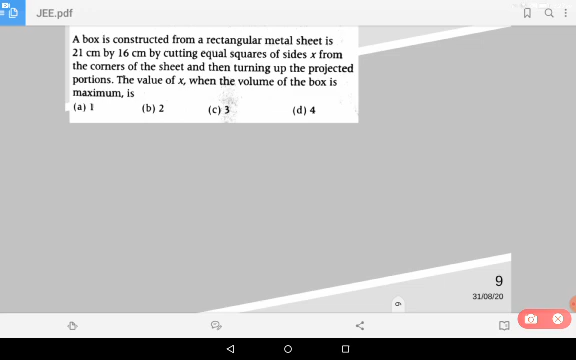 JEE.pdf
A box is constructed from a rectangular metal sheet is
21 cm by 16 cm by cutting equal squares of sides x from
the corners of the sheet and then turning up the projected
portions. The value of x, when the volume of the box is
maximum, is
(a) 1 (b) 2 (c) 3 (d) 4
9
31/08/20
9